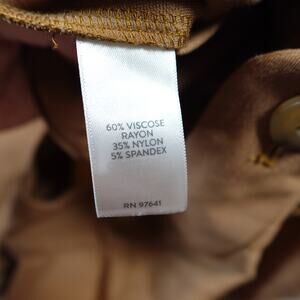 60% VISCOSE
RAYON
35% NYLON
5% SPANDEX
RN 97641